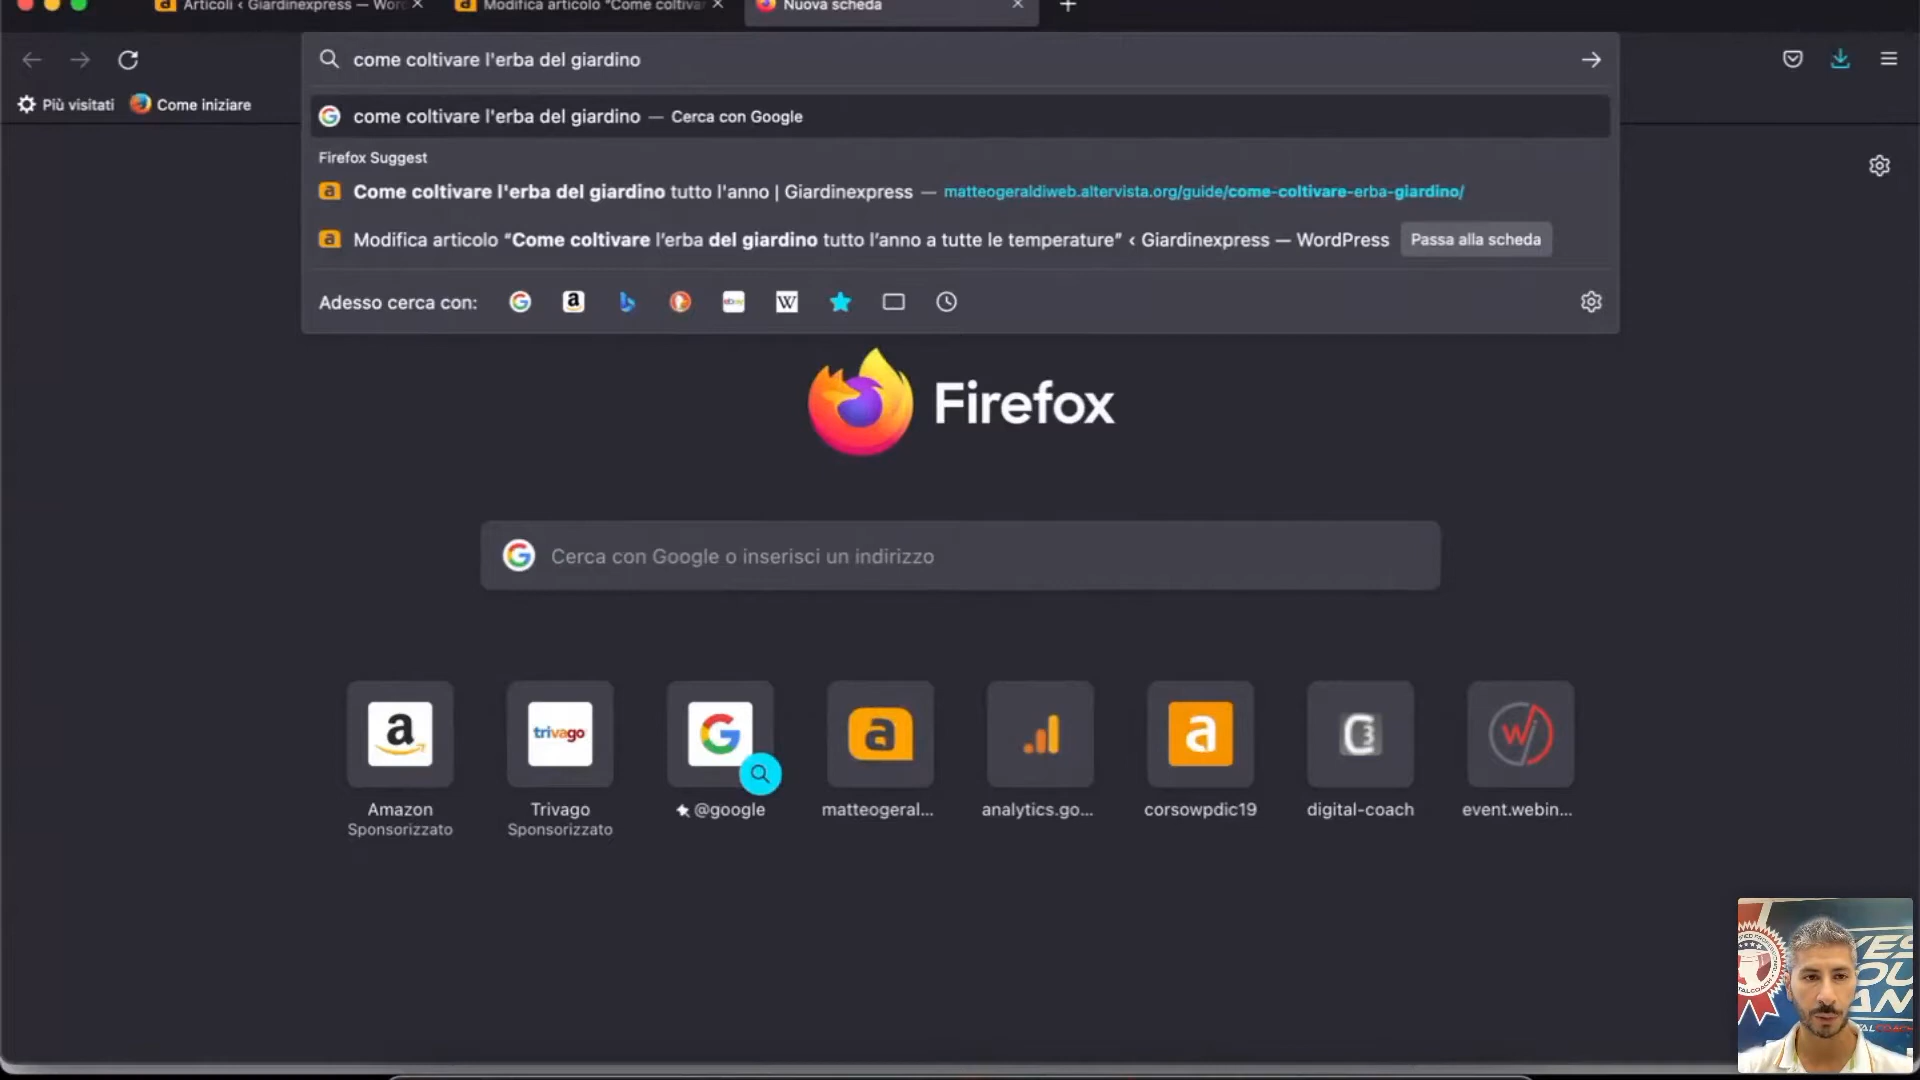 Articoli ‹ Giardinexpress — Wor
Modifica articolo "Come coltiva
Nuova scheda
come coltivare l'erba del giardino
Più visitati
Come iniziare
come coltivare l'erba del giardino — Cerca con Google
Firefox Suggest
Come coltivare l'erba del giardino tutto l'anno | Giardinexpress — matteogeraldiweb.altervista.org/guide/come-coltivare-erba-giardino/
Modifica articolo “Come coltivare l’erba del giardino tutto l’anno a tutte le temperature” ‹ Giardinexpress — WordPress Passa alla scheda
Adesso cerca con:
Firefox
Cerca con Google o inserisci un indirizzo
trivago
Amazon
Sponsorizzato
Trivago
Sponsorizzato
@google
matteogeral...
analytics.go...
corsowpdic19
digital-coach
event.webin...
YES
OU
AN